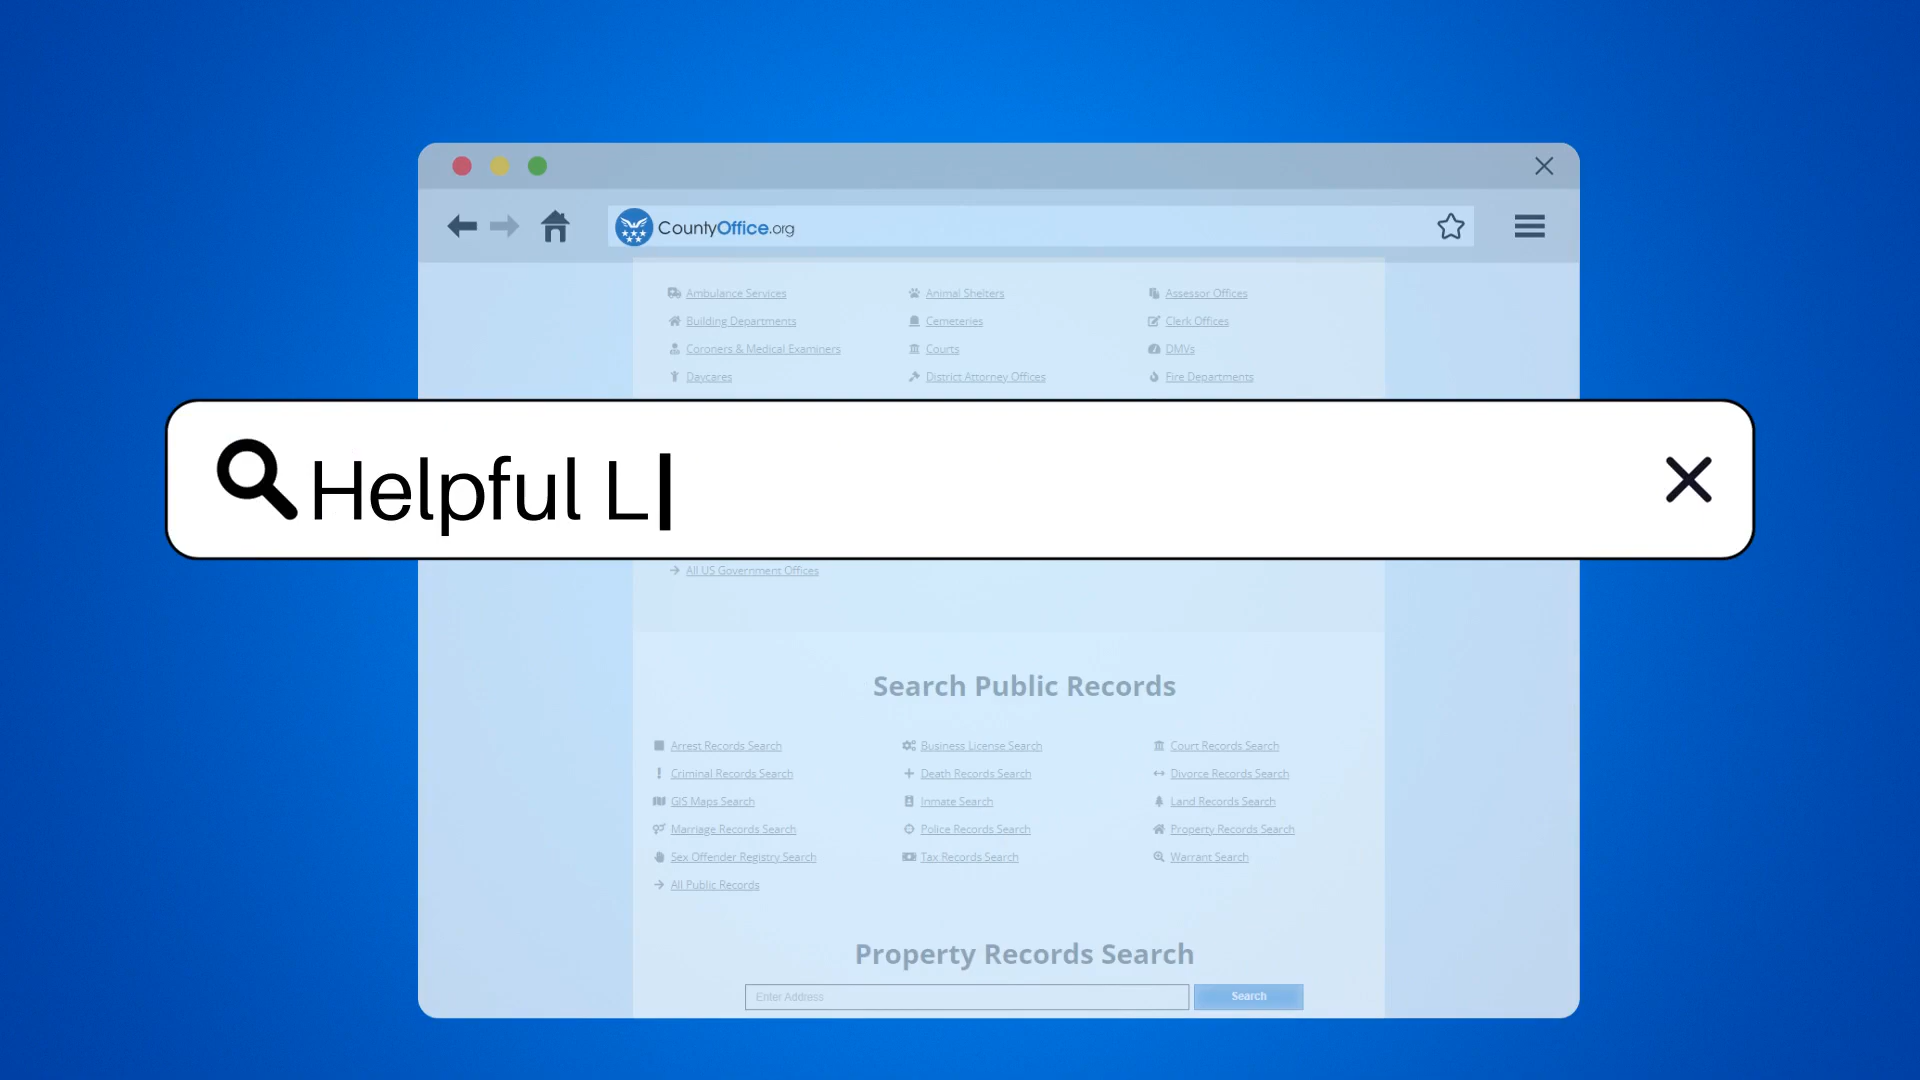 CountyOffice.org
Ambulance Services Animal Shelters Assessor Offices
Building Departments Cemeteries Clerk Offices
Coroners & Medical Examiners Courts DMVs
Daycares District Attorney Offices Fire Departments
Helpful L
All US Government Offices
Search Public Records
Arrest Records Search Business License Search Court Records Search
Criminal Records Search Death Records Search Divorce Records Search
GIS Maps Search Inmate Search Land Records Search
Marriage Records Search Police Records Search Property Records Search
Sex Offender Registry Search Tax Records Search Warrant Search
All Public Records
Property Records Search
Enter Address Search